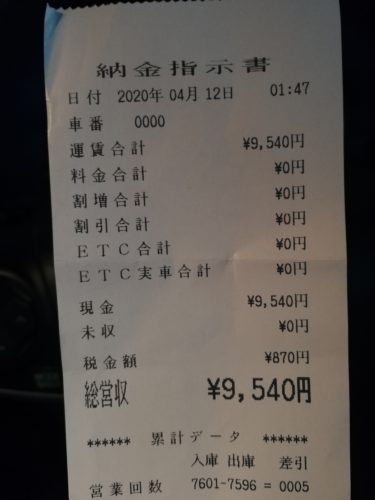 納金指示書
日付 2020年 04月 12日 01:47
車番 0000
運賃合計 ¥9,540円
料金合計 ¥0円
割増合計 ¥0円
割引合計 ¥0円
ETC合計 ¥0円
ETC実車合計 ¥0円
現金 ¥9,540円
未収 ¥0円
税金額 ¥870円
総営収 ¥9,540円
****** 累計データ ******
入庫 出庫 差引
営業回数 7601-7596 = 0005